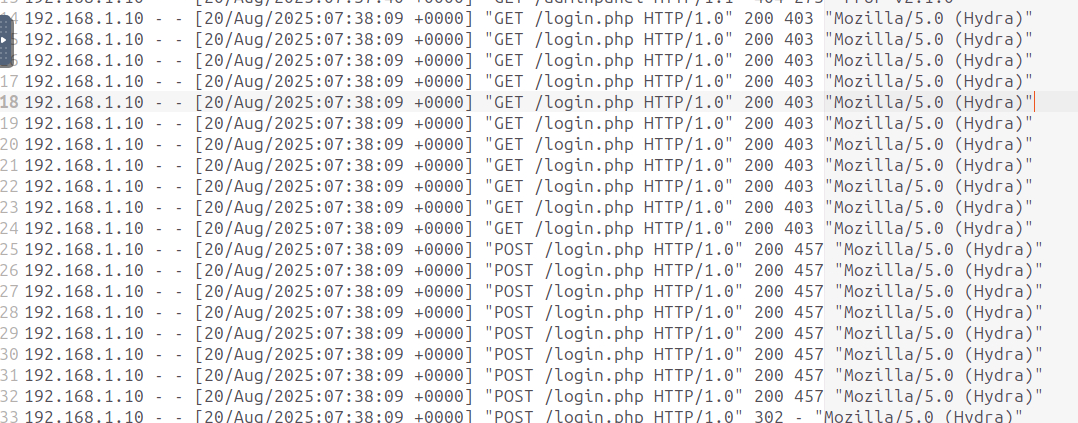 14 192.168.1.10 - - [20/Aug/2025:07:38:09 +0000] "GET /login.php HTTP/1.0" 200 403 "Mozilla/5.0 (Hydra)"
192.168.1.10 - - [20/Aug/2025:07:38:09 +0000] "GET /login.php HTTP/1.0" 200 403 "Mozilla/5.0 (Hydra)"
192.168.1.10 - - [20/Aug/2025:07:38:09 +0000] "GET /login.php HTTP/1.0" 200 403 "Mozilla/5.0 (Hydra)"
17 192.168.1.10 - - [20/Aug/2025:07:38:09 +0000] "GET /login.php HTTP/1.0" 200 403 "Mozilla/5.0 (Hydra)"
18 192.168.1.10 - - [20/Aug/2025:07:38:09 +0000] "GET /login.php HTTP/1.0" 200 403 "Mozilla/5.0 (Hydra)"
19 192.168.1.10 - - [20/Aug/2025:07:38:09 +0000] "GET /login.php HTTP/1.0" 200 403 "Mozilla/5.0 (Hydra)"
20 192.168.1.10 - - [20/Aug/2025:07:38:09 +0000] "GET /login.php HTTP/1.0" 200 403 "Mozilla/5.0 (Hydra)"
21 192.168.1.10 - - [20/Aug/2025:07:38:09 +0000] "GET /login.php HTTP/1.0" 200 403 "Mozilla/5.0 (Hydra)"
22 192.168.1.10 - - [20/Aug/2025:07:38:09 +0000] "GET /login.php HTTP/1.0" 200 403 "Mozilla/5.0 (Hydra)"
23 192.168.1.10 - - [20/Aug/2025:07:38:09 +0000] "GET /login.php HTTP/1.0" 200 403 "Mozilla/5.0 (Hydra)"
24 192.168.1.10 - - [20/Aug/2025:07:38:09 +0000] "GET /login.php HTTP/1.0" 200 403 "Mozilla/5.0 (Hydra)"
25 192.168.1.10 - - [20/Aug/2025:07:38:09 +0000] "POST /login.php HTTP/1.0" 200 457 "Mozilla/5.0 (Hydra)"
26 192.168.1.10 - - [20/Aug/2025:07:38:09 +0000] "POST /login.php HTTP/1.0" 200 457 "Mozilla/5.0 (Hydra)"
27 192.168.1.10 - - [20/Aug/2025:07:38:09 +0000] "POST /login.php HTTP/1.0" 200 457 "Mozilla/5.0 (Hydra)"
28 192.168.1.10 - - [20/Aug/2025:07:38:09 +0000] "POST /login.php HTTP/1.0" 200 457 "Mozilla/5.0 (Hydra)"
29 192.168.1.10 - - [20/Aug/2025:07:38:09 +0000] "POST /login.php HTTP/1.0" 200 457 "Mozilla/5.0 (Hydra)"
30 192.168.1.10 - - [20/Aug/2025:07:38:09 +0000] "POST /login.php HTTP/1.0" 200 457 "Mozilla/5.0 (Hydra)"
31 192.168.1.10 - - [20/Aug/2025:07:38:09 +0000] "POST /login.php HTTP/1.0" 200 457 "Mozilla/5.0 (Hydra)"
32 192.168.1.10 - - [20/Aug/2025:07:38:09 +0000] "POST /login.php HTTP/1.0" 200 457 "Mozilla/5.0 (Hydra)"
33 192.168.1.10 - - [20/Aug/2025:07:38:09 +0000] "POST /login.php HTTP/1.0" 302 - "Mozilla/5.0 (Hydra)"